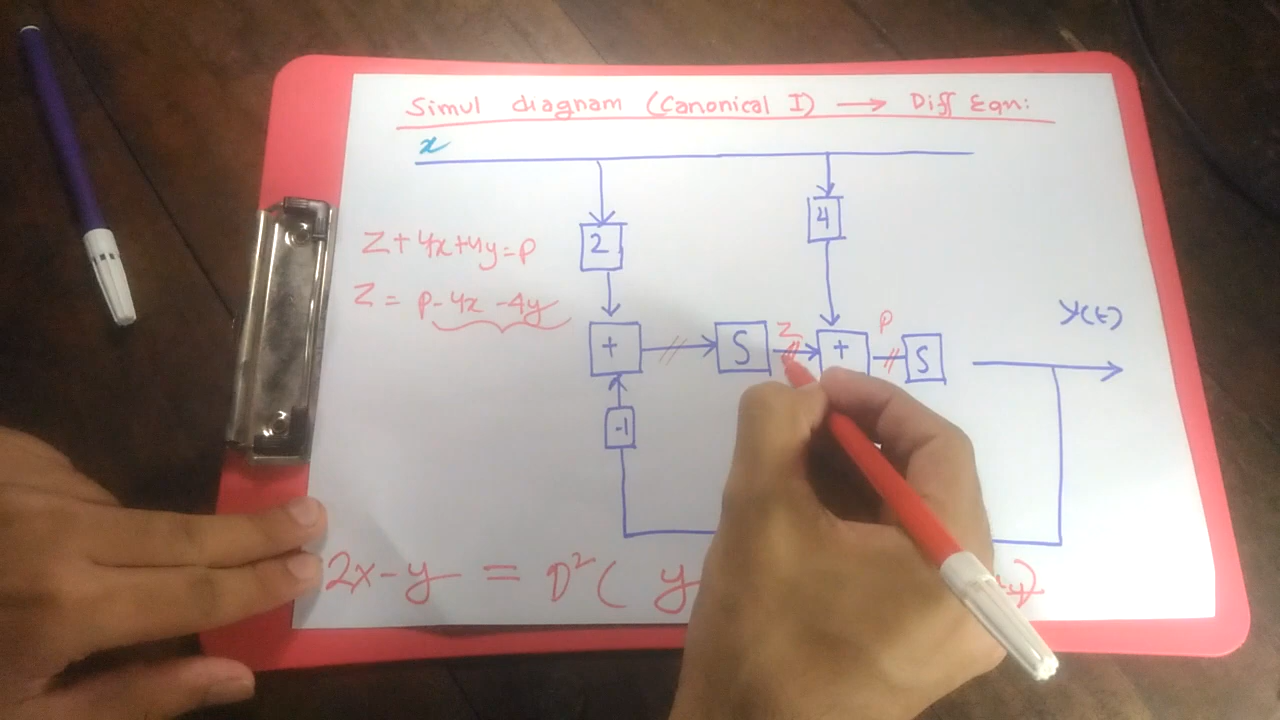 Simul diagram (Canonical I) → Diff Eqn:
x
2
4
Z+4x+4y=P
Z = P-4x -4y
y(t)
+
S
Z
+
P
S
-1
2x-y = D²( y